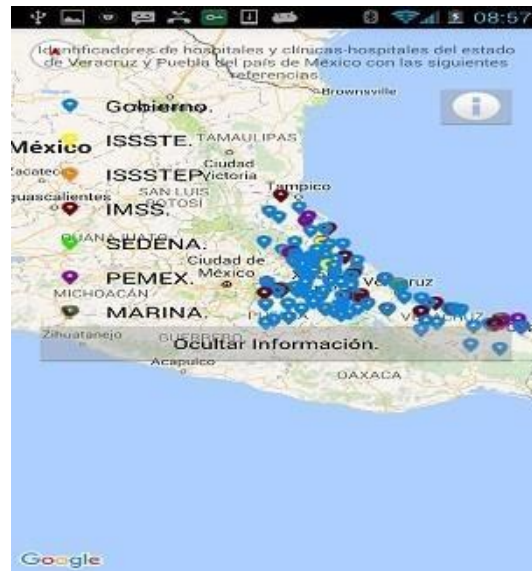 08:57
Identificadores de hospitales y clínicas-hospitales del estado
de Veracruz y Puebla del país de México con las siguientes
referencias.
Brownsville
Gobierno.
México
ISSSTE.
TAMAULIPAS
Ciudad
Victoria
ISSSTEP.
SAN LUIS
POTOSÍ
Tampico
IMSS.
SEDENA.
Ciudad de
México
PEMEX.
MICHOACÁN
MARINA.
Zihuatanejo
GUERRERO
Ocultar Información.
Acapulco
OAXACA
Google